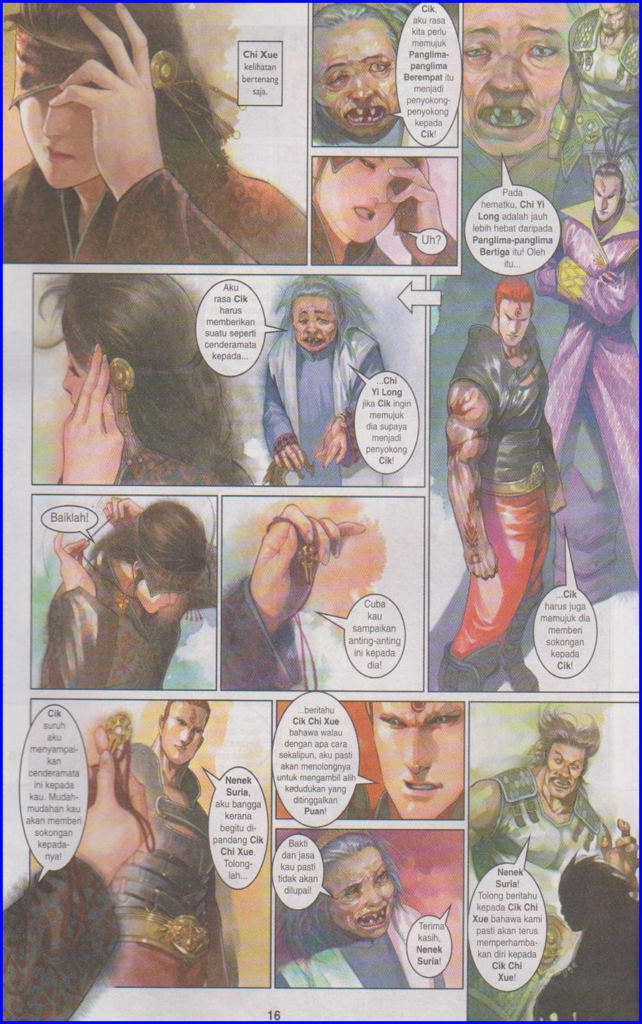 Chi Xue
kelihatan
bertenang
saja.
Cik,
aku rasa
kita perlu
memujuk
Panglima-
panglima
Berempat itu
menjadi
penyokong-
penyokong
kepada
Cik!
Uh?
Pada
hematku, Chi Yi
Long adalah jauh
lebih hebat daripada
Panglima-panglima
Bertiga itu! Oleh
itu...
...Cik
harus juga
memujuk dia
memberi
sokongan
kepada
Cik!
Aku
rasa Cik
harus
memberikan
suatu seperti
cenderamata
kepada...
...Chi
Yi Long
jika Cik ingin
memujuk
dia supaya
menjadi
penyokong
Cik!
Baiklah!
Cuba
kau
sampaikan
anting-anting
ini kepada
dia!
Cik
suruh
aku
menyampai-
kan
cenderamata
ini kepada
kau. Mudah-
mudahan kau
akan memberi
sokongan
kepada-
nya!
Nenek
Suria,
aku bangga
kerana
begitu di-
pandang Cik
Chi Xue.
Tolong-
lah...
...beritahu
Cik Chi Xue
bahawa walau
dengan apa cara
sekalipun, aku pasti
akan menolongnya
untuk mengambil alih
kedudukan yang
ditinggalkan
Puan!
Bakti
dan jasa
kau pasti
tidak akan
dilupai!
Terima
kasih,
Nenek
Suria!
Nenek
Suria!
Tolong beritahu
kepada Cik Chi
Xue bahawa kami
pasti akan terus
memperhamba-
kan diri kepada
Cik Chi
Xue!
16